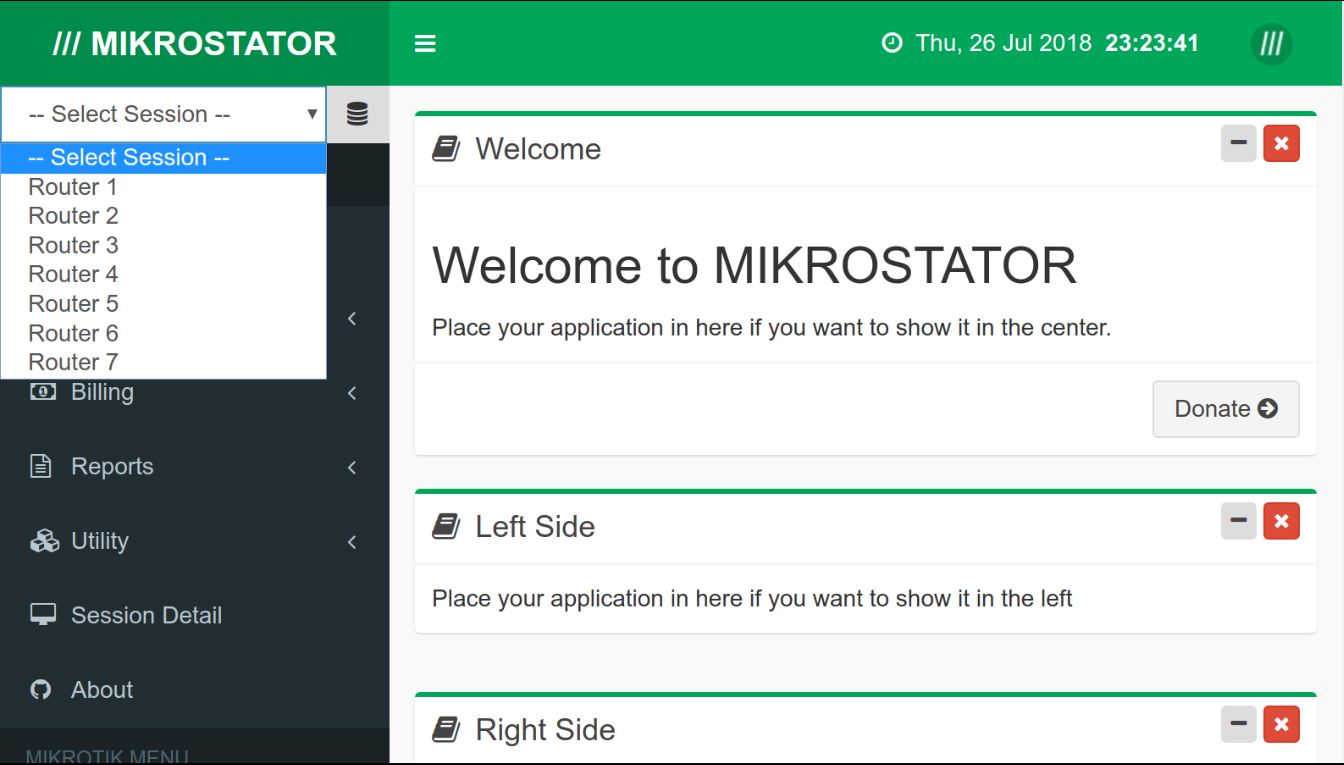 /// MIKROSTATOR
Thu, 26 Jul 2018 23:23:41
///
-- Select Session --
-- Select Session --
Router 1
Router 2
Router 3
Router 4
Router 5
Router 6
Router 7
Billing
Reports
Utility
Session Detail
About
MIKROTIK MENU
Welcome
Welcome to MIKROSTATOR
Place your application in here if you want to show it in the center.
Donate
Left Side
Place your application in here if you want to show it in the left
Right Side